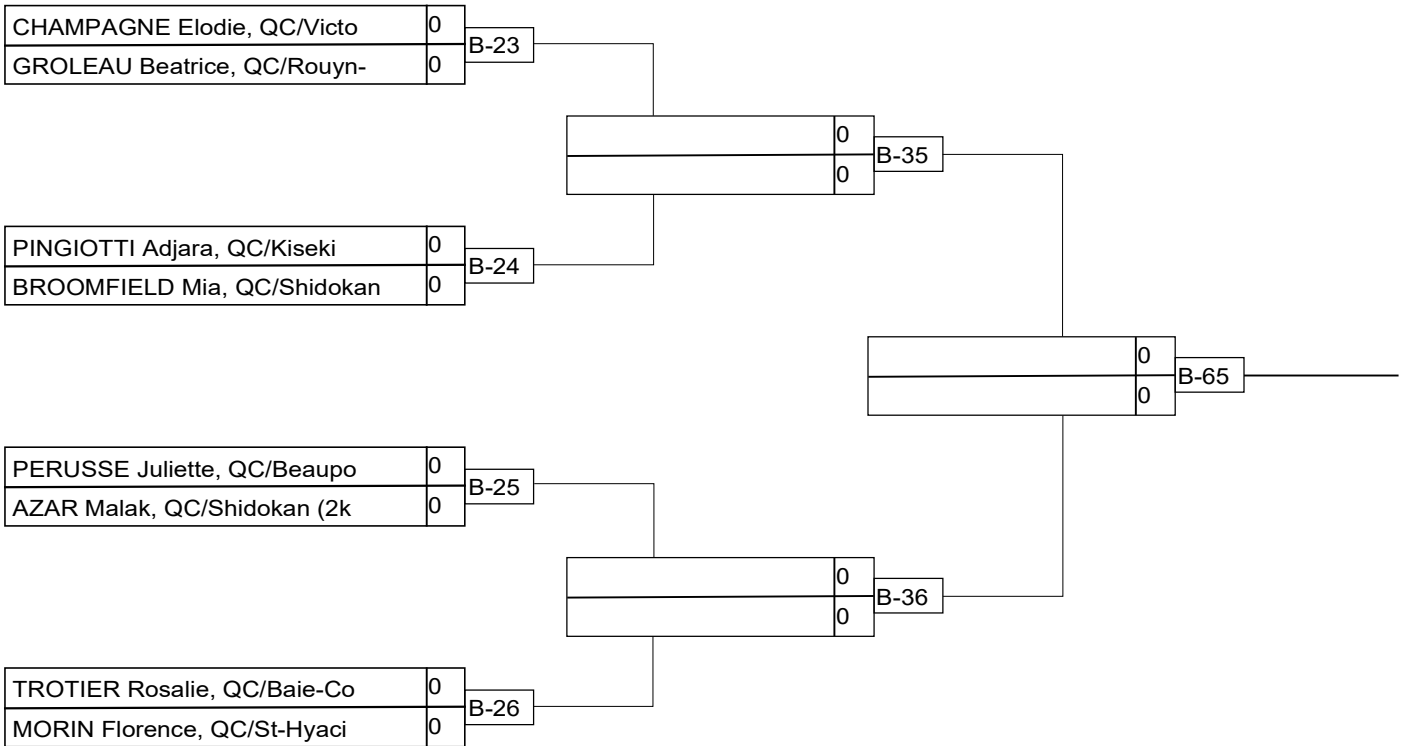 CHAMPAGNE Elodie, QC/Victo 0
B-23
GROLEAU Beatrice, QC/Rouyn- 0
0
B-35
0
PINGIOTTI Adjara, QC/Kiseki 0
B-24
BROOMFIELD Mia, QC/Shidokan 0
0
B-65
0
PERUSSE Juliette, QC/Beaupo 0
B-25
AZAR Malak, QC/Shidokan (2k 0
0
B-36
0
TROTIER Rosalie, QC/Baie-Co 0
B-26
MORIN Florence, QC/St-Hyaci 0